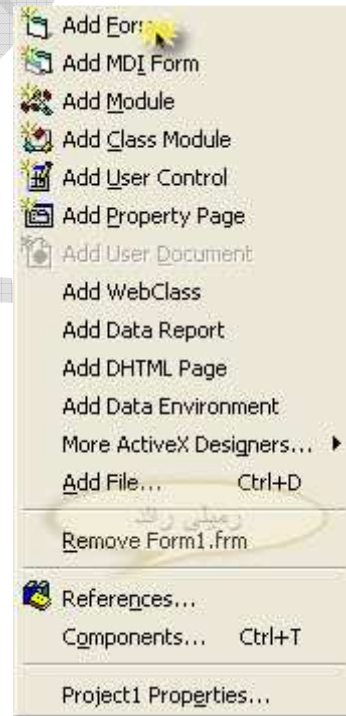 Add Form
Add MDI Form
Add Module
Add Class Module
Add User Control
Add Property Page
Add User Document
Add WebClass
Add Data Report
Add DHTML Page
Add Data Environment
More ActiveX Designers...
Add File... Ctrl+D
Remove Form1.frm
References...
Components... Ctrl+T
Project1 Properties...